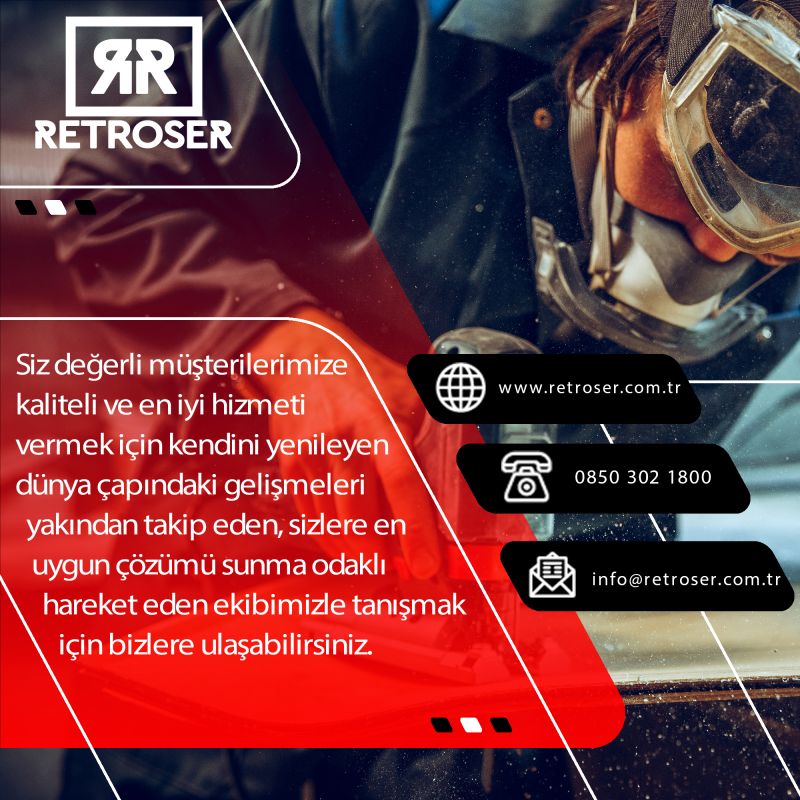 RR
RETROSER
Siz değerli müşterilerimize
kaliteli ve en iyi hizmeti
vermek için kendini yenileyen
dünya çapındaki gelişmeleri
yakından takip eden, sizlere en
uygun çözümü sunma odaklı
hareket eden ekibimizle tanışmak
için bizlere ulaşabilirsiniz.
www.retroser.com.tr
0850 302 1800
info@retroser.com.tr